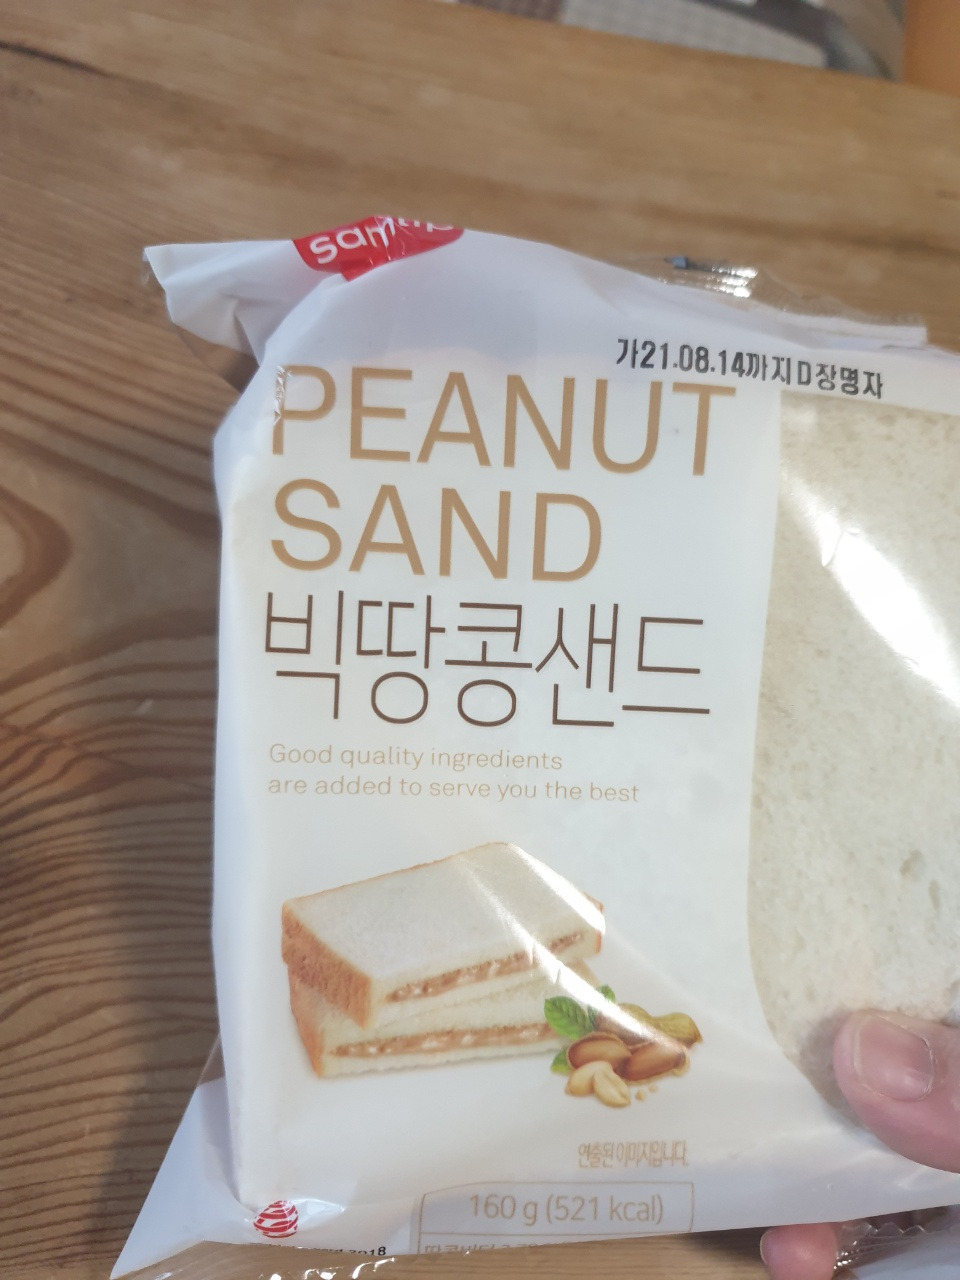 가21.08.14까지D장명자
PEANUT
SAND
빅땅콩샌드
Good quality ingredients
are added to serve you the best
연출된 이미지입니다.
160 g (521 kcal)
2018